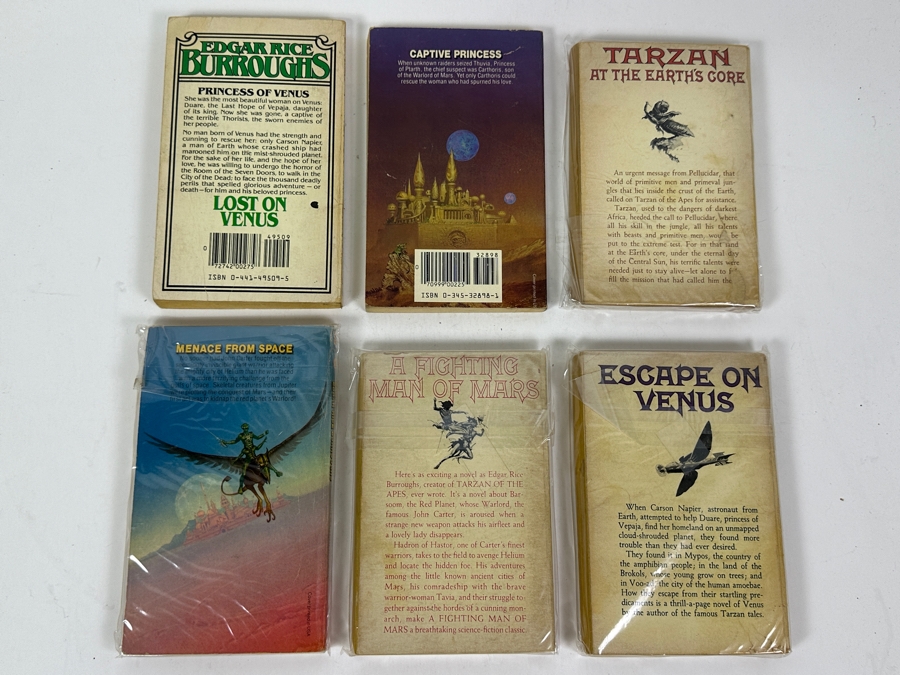 EDGAR RICE
BURROUGHS
PRINCESS OF VENUS
She was the most beautiful woman on Venus:
Duare, the Last Hope of Vepaja, daughter
of its king. Now she was gone, a captive of
the terrible Thorists, the sworn enemies of
her people.
No man born of Venus had the strength and
cunning to rescue her: only Carson Napier,
a man of Earth whose crashed ship had
marooned him on the mist-shrouded planet.
For the sake of her life, and the hope of her
love, he was willing to undergo the horror of
the Room of the Seven Doors, to walk in the
City of the Dead; to face the thousand deadly
perils that spelled glorious adventure – or
death – for him and his beloved princess.
LOST ON
VENUS
49509
0
72742 00275
ISBN 0-441-49509-5
CAPTIVE PRINCESS
When unknown raiders seized Thuvia, Princess
of Ptarth, the chief suspect was Carthoris, son
of the Warlord of Mars. Yet only Carthoris could
rescue the woman who had spurned his love.
32898
0
70999 00225
ISBN 0-345-32898-1
TARZAN
AT THE EARTH'S CORE
An urgent message from Pellucidar, that
world of primitive men and primeval jun-
gles that lies inside the crust of the Earth,
called on Tarzan of the Apes for assistance.
Tarzan, used to the dangers of darkest
Africa, heeded the call to Pellucidar, where
all his skill in the jungle, all his talents
with beasts and primitive men, would be
put to the extreme test. For in that land
at the Earth's core, under the eternal day
of the Central Sun, his terrific talents were
needed just to stay alive—let alone to
fill the mission that had called him the
MENACE FROM SPACE
A FIGHTING
MAN OF MARS
Here's as exciting a novel as Edgar Rice
Burroughs, creator of TARZAN OF THE
APES, ever wrote. It's a novel about Bar-
soom, the Red Planet, whose Warlord, the
famous John Carter, is aroused when a
strange new weapon attacks his airfleet and
a lovely lady disappears.
Hadron of Hastor, one of Carter's finest
warriors, takes to the field to avenge Helium
and locate the hidden foe. His adventures
among the little known ancient cities of
Mars, his comradeship with the brave
warrior-woman Tavia, and their struggle to-
gether against the hordes of a cunning mon-
arch, make A FIGHTING MAN OF
MARS a breathtaking science-fiction classic.
ESCAPE ON
VENUS
When Carson Napier, astronaut from
Earth, attempted to help Duare, princess of
Vepaja, find her homeland on an unmapped
cloud-shrouded planet, they found more
trouble than they had ever desired.
They found it in Mypos, the country of
the amphibian people; in the land of the
Brokols, whose young grow on trees; and
in Voo-ad, the city of the human amoebae.
How they escape from their startling pre-
dicaments is a thrill-a-page novel of Venus
by the author of the famous Tarzan tales.